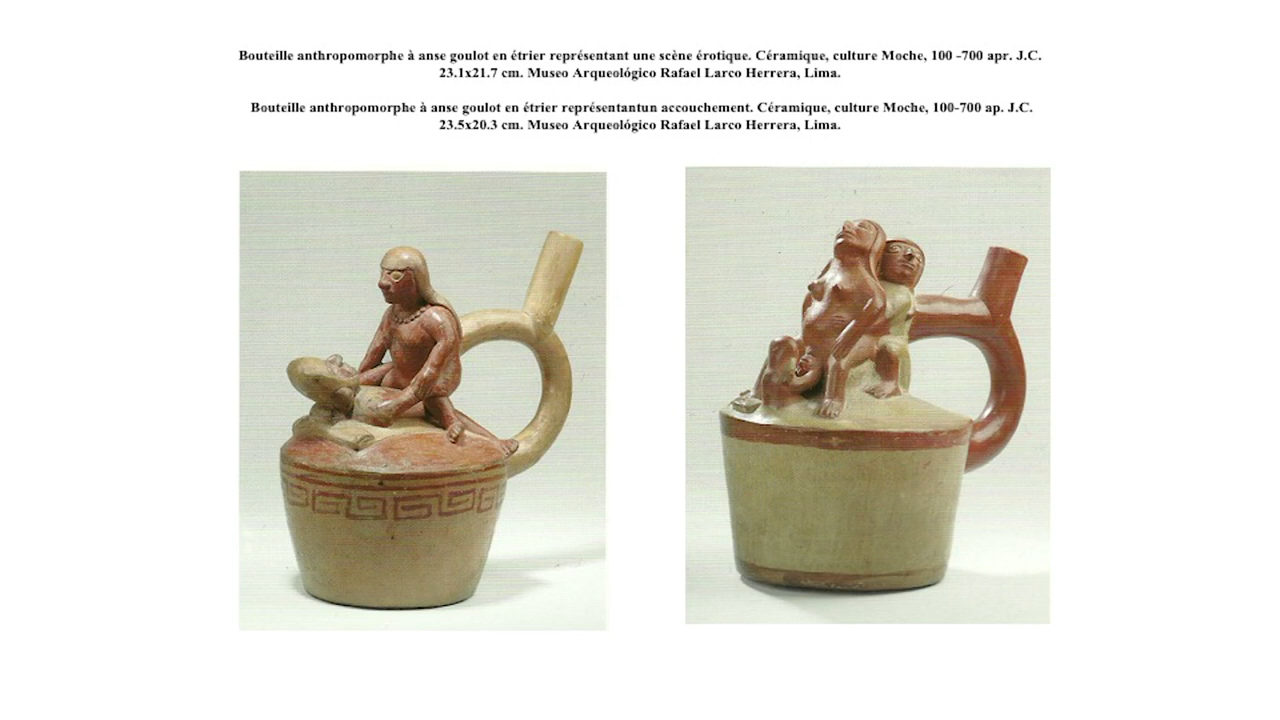 Bouteille anthropomorphe à anse goulot en étrier représentant une scène érotique. Céramique, culture Moche, 100 -700 apr. J.C.
23.1x21.7 cm. Museo Arqueológico Rafael Larco Herrera, Lima.
Bouteille anthropomorphe à anse goulot en étrier représentantun accouchement. Céramique, culture Moche, 100-700 ap. J.C.
23.5x20.3 cm. Museo Arqueológico Rafael Larco Herrera, Lima.